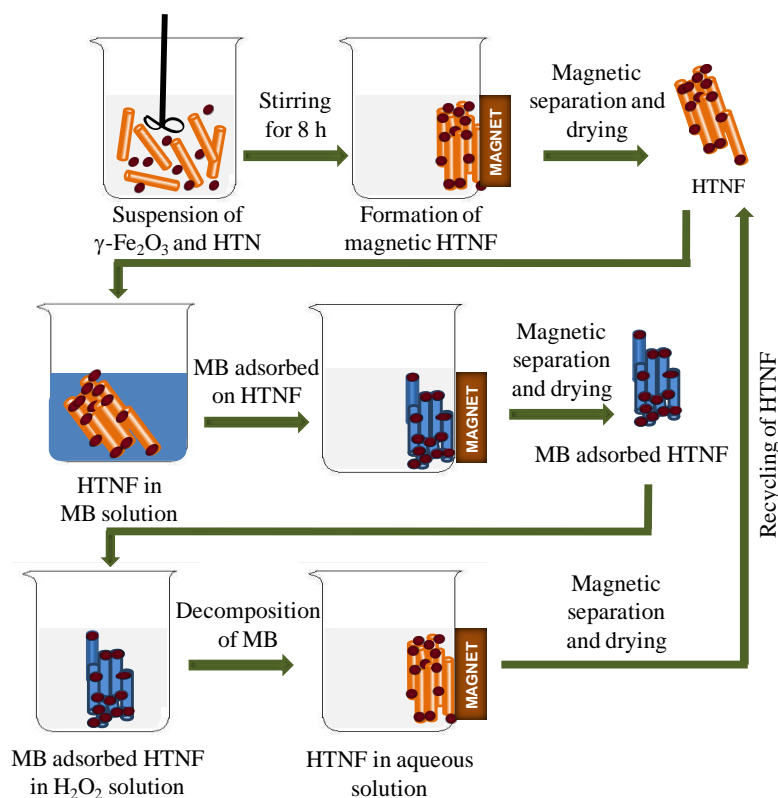 Stirring
for 8 h
MAGNET
Magnetic
separation and
drying
HTNF
Suspension of
γ-Fe₂O₃ and HTN
Formation of
magnetic HTNF
MB adsorbed
on HTNF
MAGNET
Magnetic
separation
and drying
MB adsorbed HTNF
HTNF in
MB solution
Recycling of HTNF
Decomposition
of MB
MAGNET
Magnetic
separation
and drying
MB adsorbed HTNF
in H₂O₂ solution
HTNF in aqueous
solution